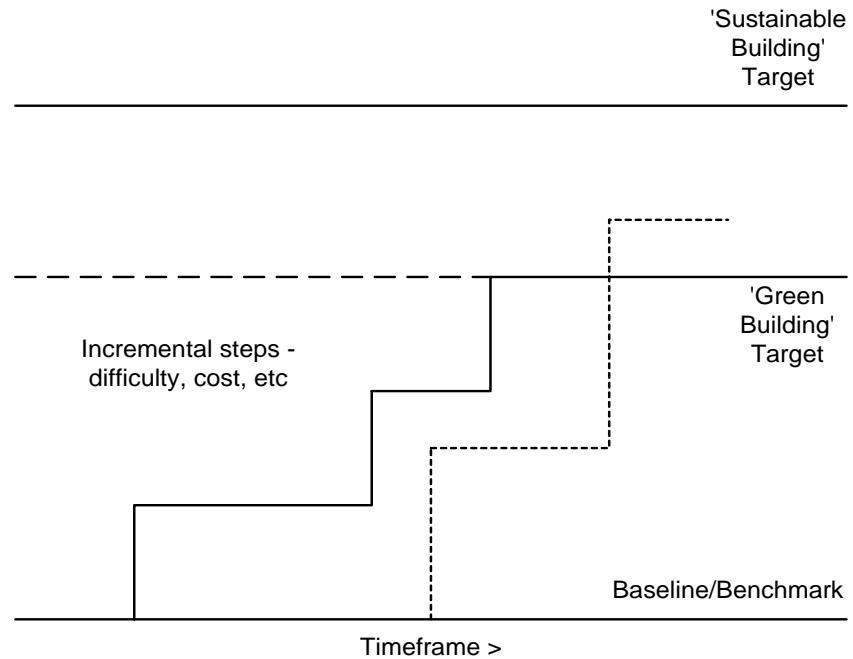 'Sustainable
Building'
Target
'Green
Building'
Target
Incremental steps -
difficulty, cost, etc
Baseline/Benchmark
Timeframe >